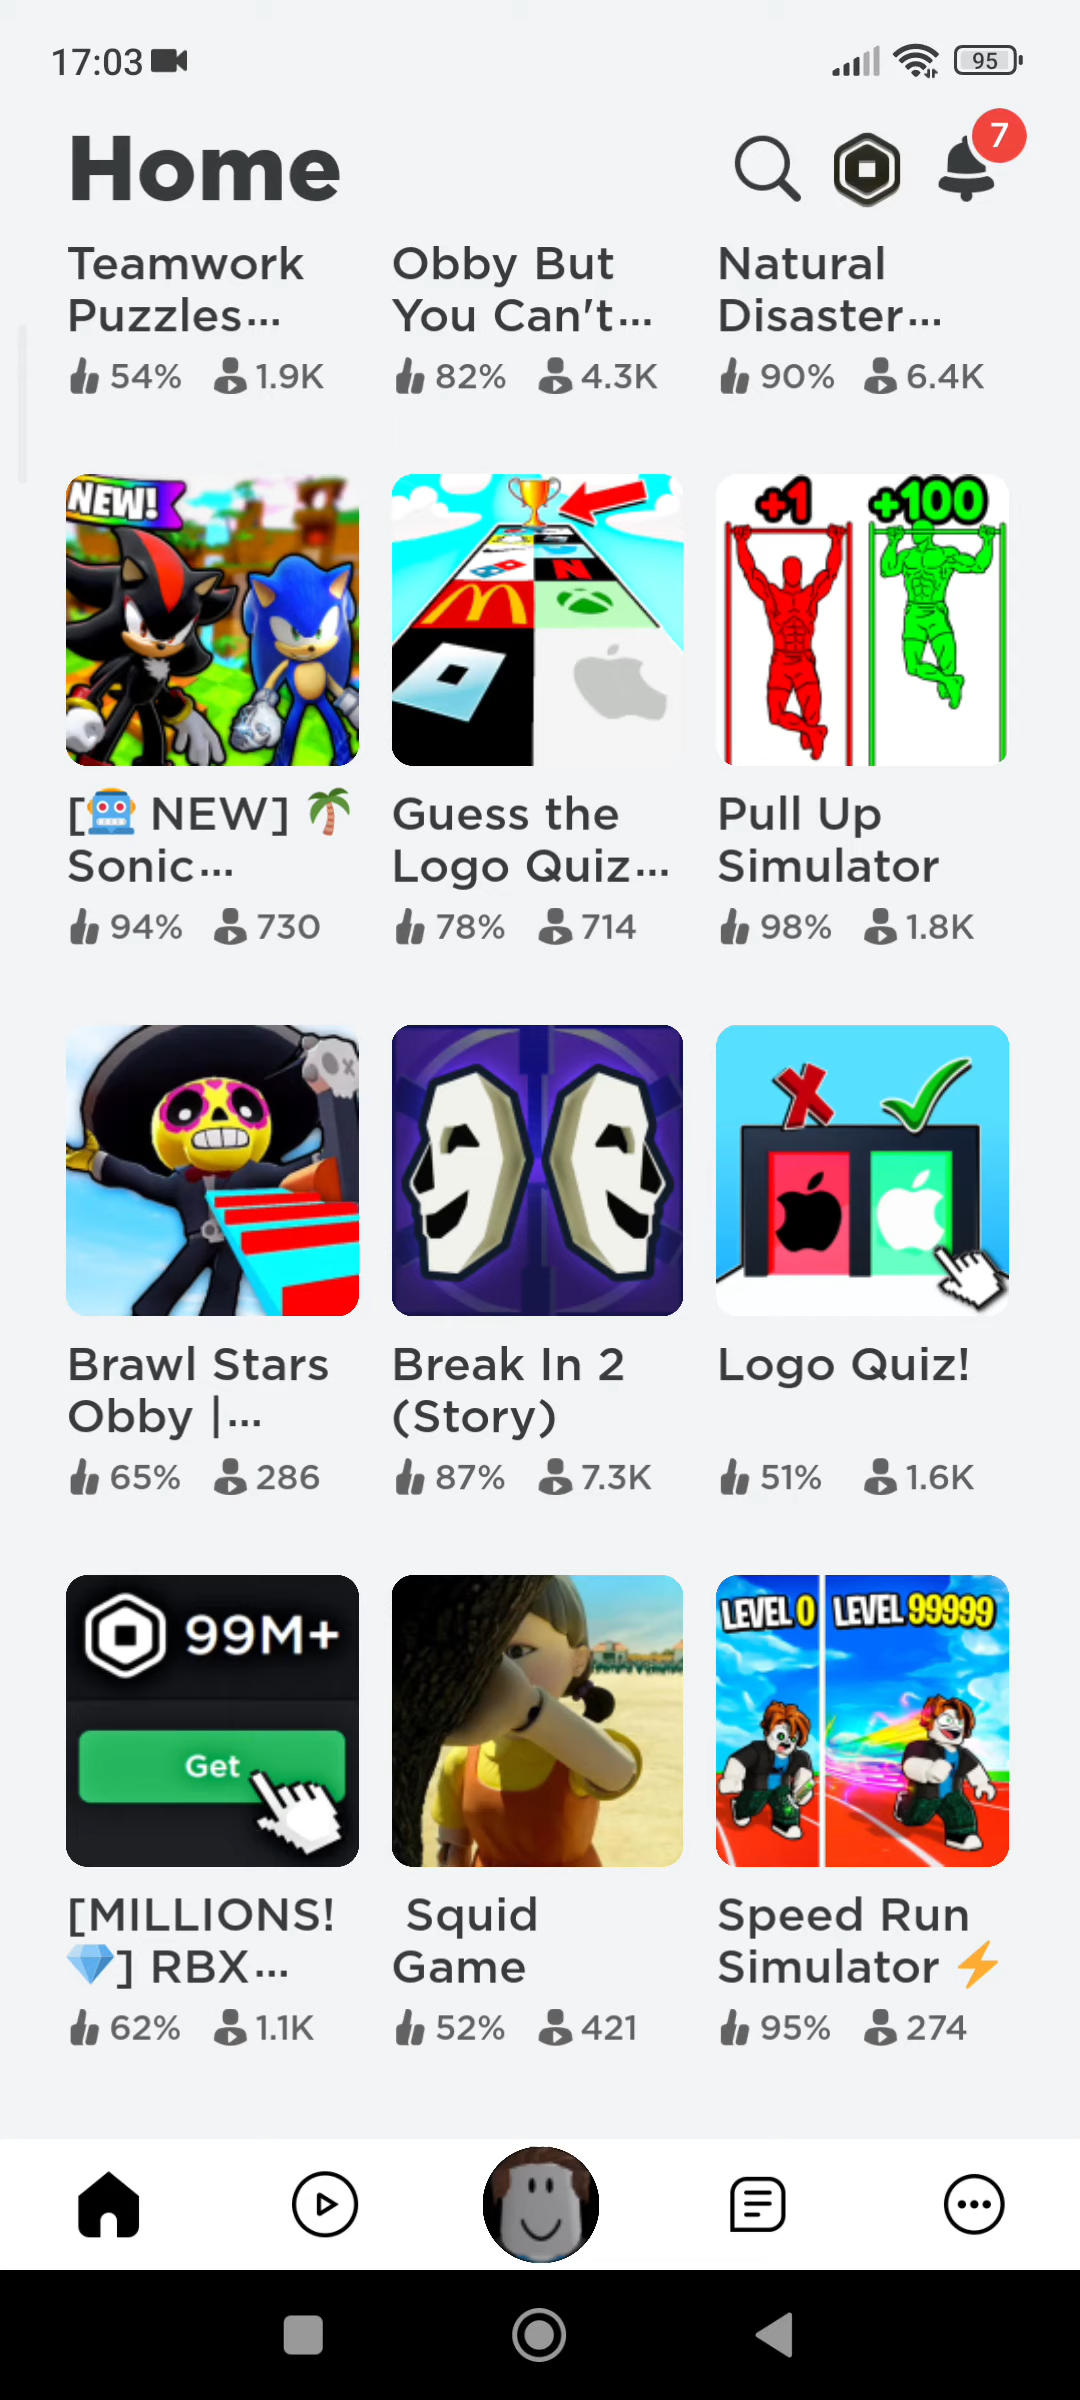 17:03
95
Home
7
Teamwork Puzzles...
Obby But You Can't...
Natural Disaster...
54% 1.9K
82% 4.3K
90% 6.4K
NEW!
+1 +100
[🤖 NEW] 🌴 Sonic...
Guess the Logo Quiz...
Pull Up Simulator
94% 730
78% 714
98% 1.8K
Brawl Stars Obby |...
Break In 2 (Story)
Logo Quiz!
65% 286
87% 7.3K
51% 1.6K
99M+
Get
LEVEL 0 LEVEL 99999
[MILLIONS! 💎] RBX...
Squid Game
Speed Run Simulator ⚡
62% 1.1K
52% 421
95% 274